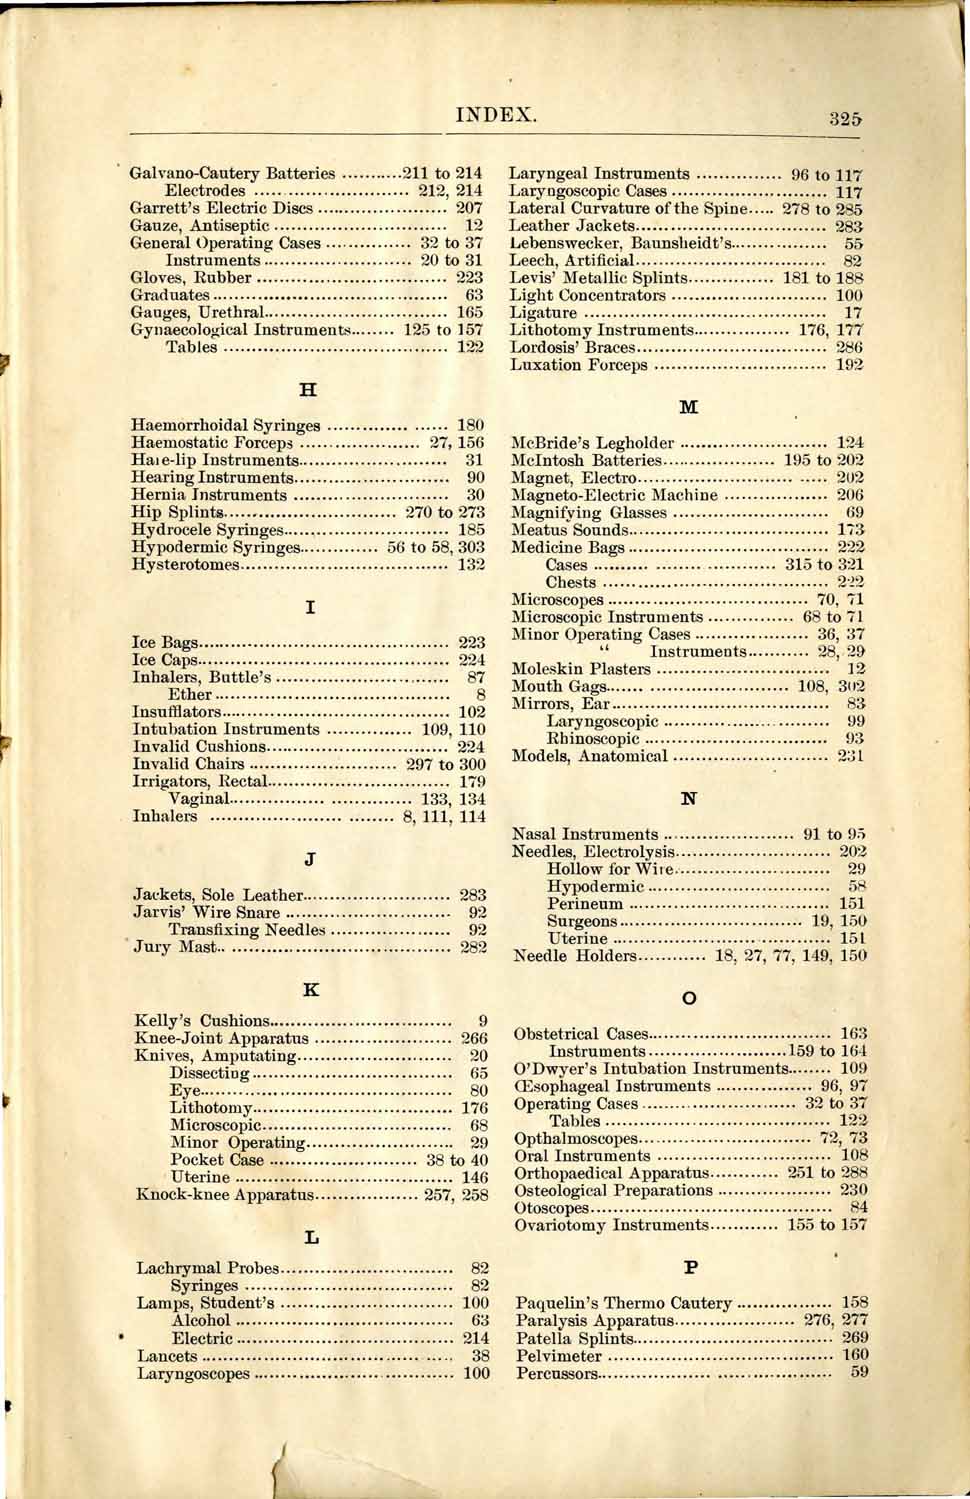 INDEX. 325
Galvano-Cautery Batteries ...........211 to 214
Electrodes ..... ....................... 212, 214
Garrett's Electric Discs ........................ 207
Gauze, Antiseptic ................................ 12
General Operating Cases ................ 32 to 37
Instruments ........................... 20 to 31
Gloves, Rubber ................................... 223
Graduates ........................................... 63
Gauges, Urethral.................................. 165
Gynaecological Instruments........ 125 to 157
Tables ......................................... 122
H
Haemorrhoidal Syringes ............... ...... 180
Haemostatic Forceps ...................... 27, 156
Hare-lip Instruments........................... 31
Hearing Instruments............................ 90
Hernia Instruments ............................ 30
Hip Splints................................ 270 to 273
Hydrocele Syringes.............................. 185
Hypodermic Syringes.............. 56 to 58, 303
Hysterotomes...................................... 132
I
Ice Bags.............................................. 223
Ice Caps.............................................. 224
Inhalers, Buttle's ................................ 87
Ether ........................................... 8
Insufflators.......................................... 102
Intubation Instruments ................ 109, 110
Invalid Cushions................................. 224
Invalid Chairs ........................... 297 to 300
Irrigators, Rectal................................. 179
Vaginal................. ............... 133, 134
Inhalers ........................ ........ 8, 111, 114
J
Jackets, Sole Leather........................... 283
Jarvis' Wire Snare .............................. 92
Transfixing Needles ...................... 92
Jury Mast.. ........................................ 282
K
Kelly's Cushions................................. 9
Knee-Joint Apparatus ......................... 266
Knives, Amputating............................ 20
Dissecting.................................... 65
Eye.............................................. 80
Lithotomy.................................... 176
Microscopic.................................. 68
Minor Operating........................... 29
Pocket Case ........................... 38 to 40
Uterine ....................................... 146
Knock-knee Apparatus................... 257, 258
L
Lachrymal Probes............................... 82
Syringes ...................................... 82
Lamps, Student's ................................ 100
Alcohol ........................................ 63
Electric ........................................ 214
Lancets .............................................. 38
Laryngoscopes .................................... 100
Laryngeal Instruments ................ 96 to 117
Laryngoscopic Cases ............................ 117
Lateral Curvature of the Spine..... 278 to 285
Leather Jackets................................... 283
Lebenswecker, Baunsheidt's................. 55
Leech, Artificial................................... 82
Levis' Metallic Splints................ 181 to 188
Light Concentrators ............................ 100
Ligature ............................................. 17
Lithotomy Instruments.................. 176, 177
Lordosis' Braces................................... 286
Luxation Forceps ................................ 192
M
McBride's Legholder ........................... 124
McIntosh Batteries..................... 195 to 202
Magnet, Electro............................ ..... 202
Magneto-Electric Machine ................... 206
Magnifying Glasses ............................. 69
Meatus Sounds.................................... 173
Medicine Bags ..................................... 222
Cases .......... ........ ............. 315 to 321
Chests .......................................... 222
Microscopes .................................... 70, 71
Microscopic Instruments ................ 68 to 71
Minor Operating Cases ..................... 36, 37
“ Instruments........... 28, 29
Moleskin Plasters ................................ 12
Mouth Gags....... .......................... 108, 302
Mirrors, Ear........................................ 83
Laryngoscopic .............................. 99
Rhinoscopic .................................. 93
Models, Anatomical ............................. 231
N
Nasal Instruments ........................ 91 to 95
Needles, Electrolysis............................ 202
Hollow for Wire............................ 29
Hypodermic ................................. 58
Perineum ..................................... 151
Surgeons.................................. 19, 150
Uterine ........................................ 151
Needle Holders............ 18, 27, 77, 149, 150
O
Obstetrical Cases................................. 163
Instruments..........................159 to 164
O'Dwyer's Intubation Instruments........ 109
Œsophageal Instruments .................. 96, 97
Operating Cases ............................ 32 to 37
Tables ......................................... 122
Opthalmoscopes................................ 72, 73
Oral Instruments ................................ 108
Orthopaedical Apparatus............ 251 to 288
Osteological Preparations .................... 230
Otoscopes............................................ 84
Ovariotomy Instruments............ 155 to 157
P
Paquelin's Thermo Cautery ................. 158
Paralysis Apparatus...................... 276, 277
Patella Splints.................................... 269
Pelvimeter ......................................... 160
Percussors.......................................... 59